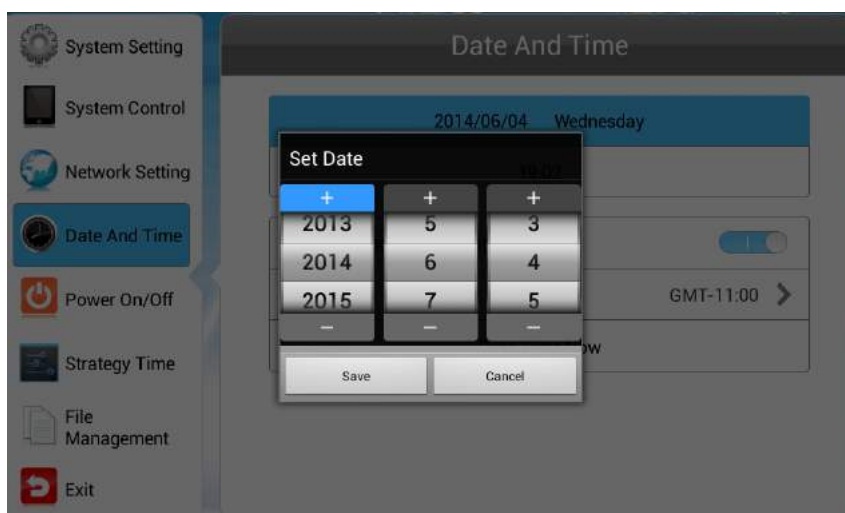 System Setting
System Control
Network Setting
Date And Time
Power On/Off
Strategy Time
File
Management
Exit
Date And Time
2014/06/04 Wednesday
Set Date
+ + +
2013 5 3
2014 6 4
2015 7 5
– – –
Save Cancel
GMT-11:00
ow